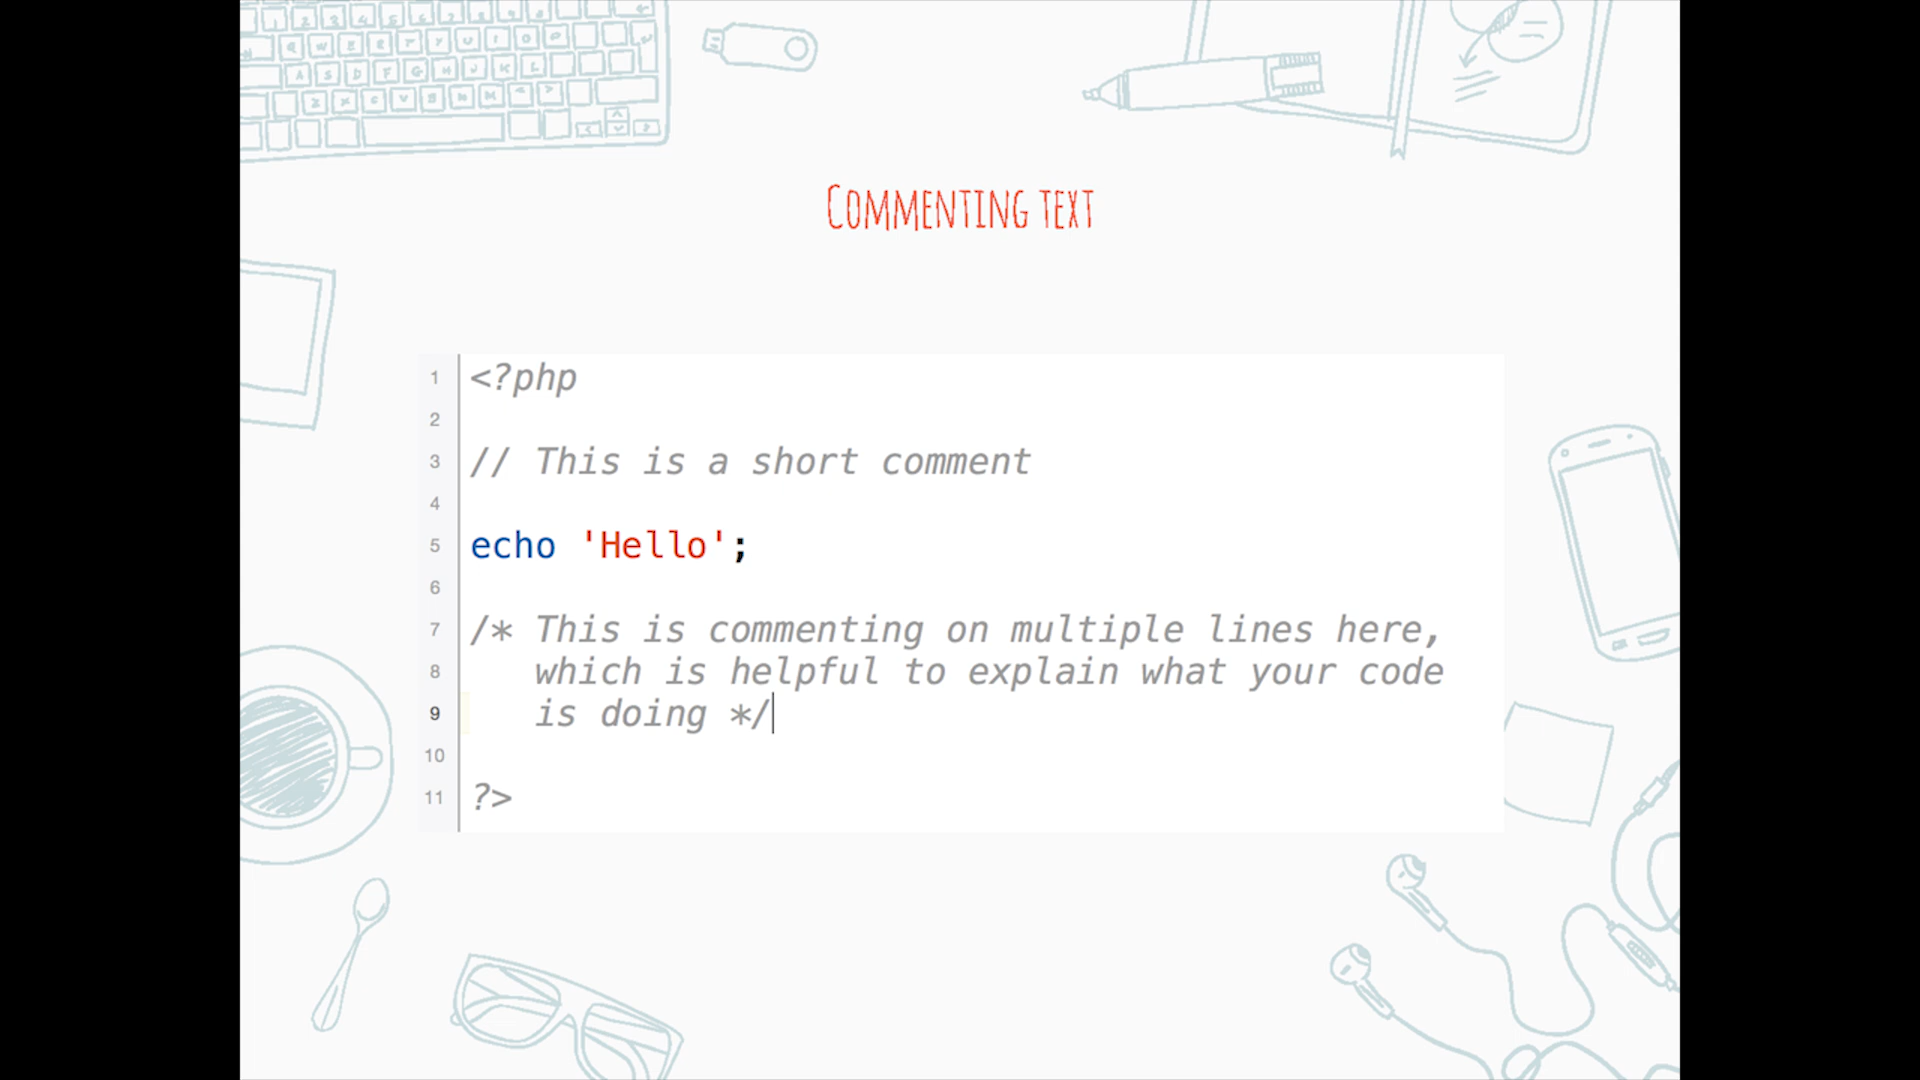 Commenting text
1 <?php
2
3 // This is a short comment
4
5 echo 'Hello';
6
7 /* This is commenting on multiple lines here,
8 which is helpful to explain what your code
9 is doing */
10
11 ?>